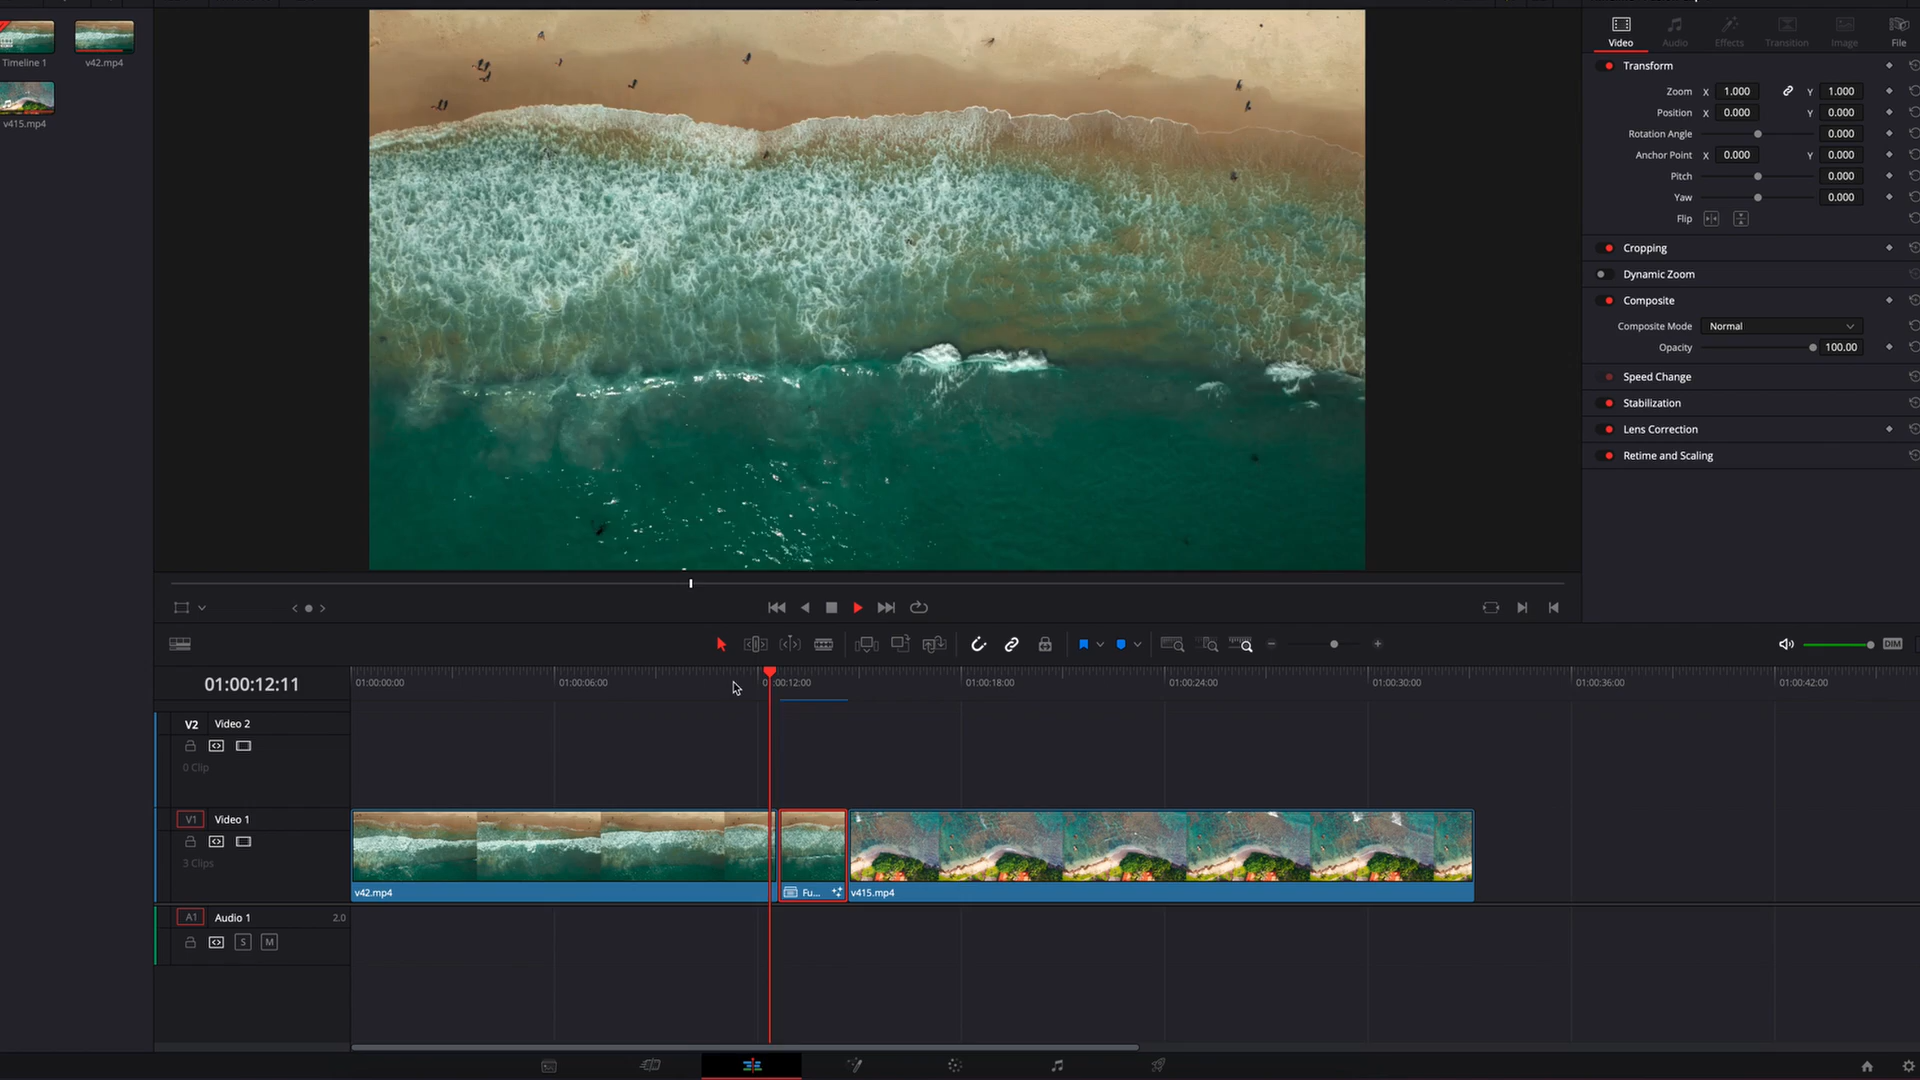 Timeline 1
v42.mp4
v415.mp4
Video
Audio
Effects
Transition
Image
File
Transform
Zoom X 1.000 Y 1.000
Position X 0.000 Y 0.000
Rotation Angle 0.000
Anchor Point X 0.000 Y 0.000
Pitch 0.000
Yaw 0.000
Flip
Cropping
Dynamic Zoom
Composite
Composite Mode Normal
Opacity 100.00
Speed Change
Stabilization
Lens Correction
Retime and Scaling
DIM
01:00:12:11
01:00:00:00
01:00:06:00
:00:12:00
01:00:18:00
01:00:24:00
01:00:30:00
01:00:36:00
01:00:42:00
V2 Video 2
0 Clip
V1 Video 1
3 Clips
v42.mp4
Fu...
v415.mp4
A1 Audio 1 2.0
S M